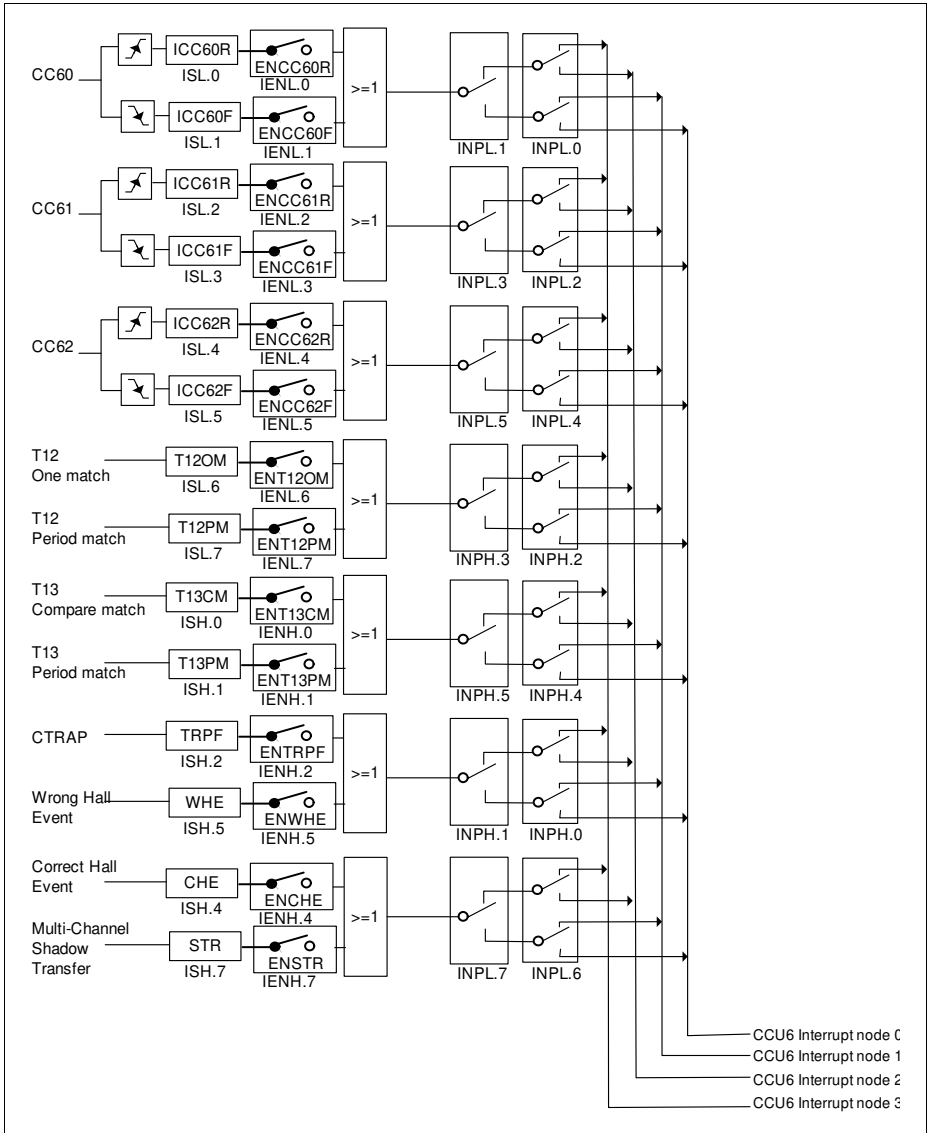 CC60
ICC60R
ISL.0
ENCC60R
IENL.0
ICC60F
ISL.1
ENCC60F
IENL.1
>=1
INPL.1
INPL.0
CC61
ICC61R
ISL.2
ENCC61R
IENL.2
ICC61F
ISL.3
ENCC61F
IENL.3
>=1
INPL.3
INPL.2
CC62
ICC62R
ISL.4
ENCC62R
IENL.4
ICC62F
ISL.5
ENCC62F
IENL.5
>=1
INPL.5
INPL.4
T12
One match
T12OM
ISL.6
ENT12OM
IENL.6
T12
Period match
T12PM
ISL.7
ENT12PM
IENL.7
>=1
INPH.3
INPH.2
T13
Compare match
T13CM
ISH.0
ENT13CM
IENH.0
T13
Period match
T13PM
ISH.1
ENT13PM
IENH.1
>=1
INPH.5
INPH.4
CTRAP
TRPF
ISH.2
ENTRPF
IENH.2
Wrong Hall
Event
WHE
ISH.5
ENWHE
IENH.5
>=1
INPH.1
INPH.0
Correct Hall
Event
CHE
ISH.4
ENCHE
IENH.4
Multi-Channel
Shadow
Transfer
STR
ISH.7
ENSTR
IENH.7
>=1
INPL.7
INPL.6
CCU6 Interrupt node 0
CCU6 Interrupt node 1
CCU6 Interrupt node 2
CCU6 Interrupt node 3